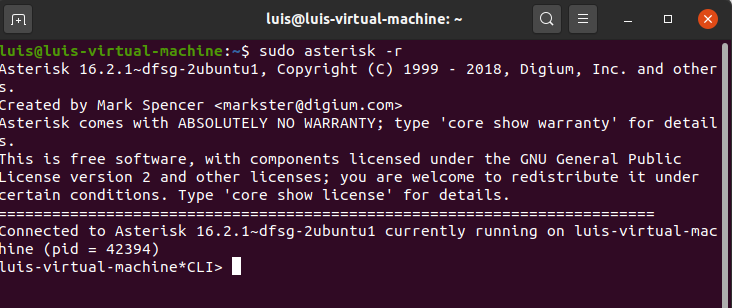 luis@luis-virtual-machine: ~
luis@luis-virtual-machine:~$ sudo asterisk -r
Asterisk 16.2.1~dfsg-2ubuntu1, Copyright (C) 1999 - 2018, Digium, Inc. and other
s.
Created by Mark Spencer <markster@digium.com>
Asterisk comes with ABSOLUTELY NO WARRANTY; type 'core show warranty' for detail
s.
This is free software, with components licensed under the GNU General Public
License version 2 and other licenses; you are welcome to redistribute it under
certain conditions. Type 'core show license' for details.
=========================================================================
Connected to Asterisk 16.2.1~dfsg-2ubuntu1 currently running on luis-virtual-mac
hine (pid = 42394)
luis-virtual-machine*CLI>